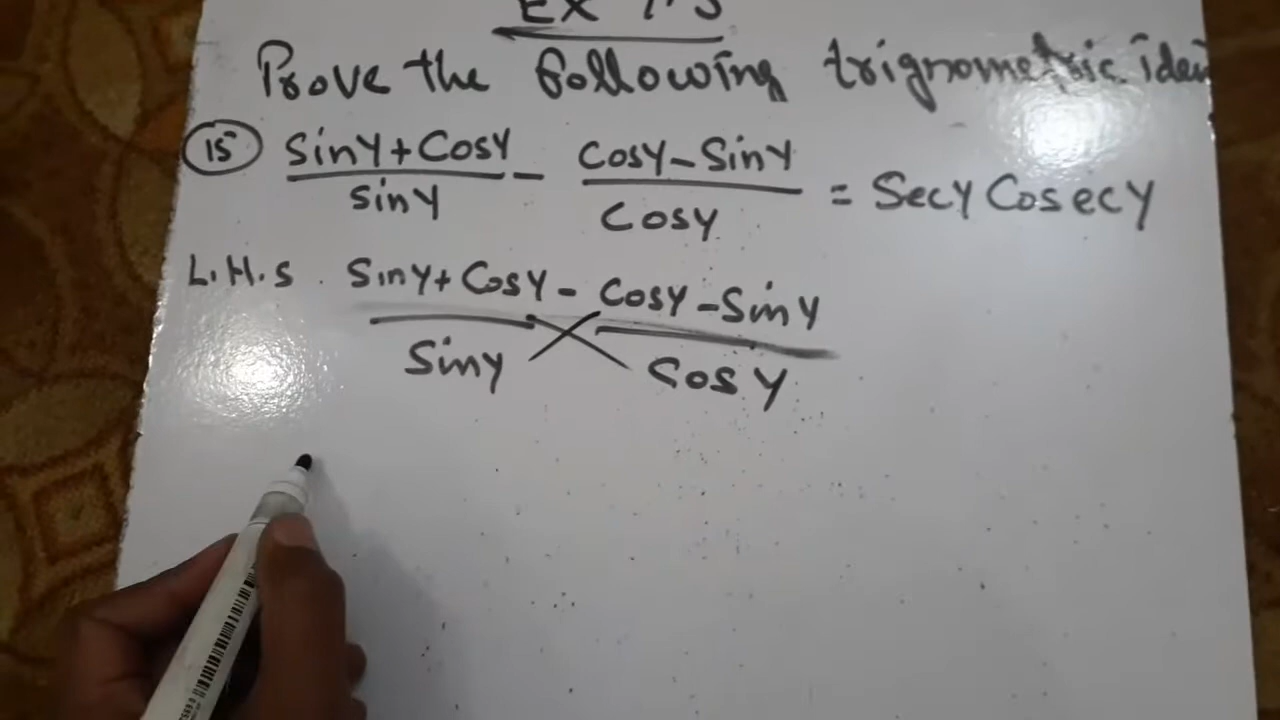 Prove the following trignometric iden
15 SinY+CosY / sinY - CosY-SinY / CosY = SecY CosecY
L.H.S. SinY+CosY - CosY-SinY
Siny CosY